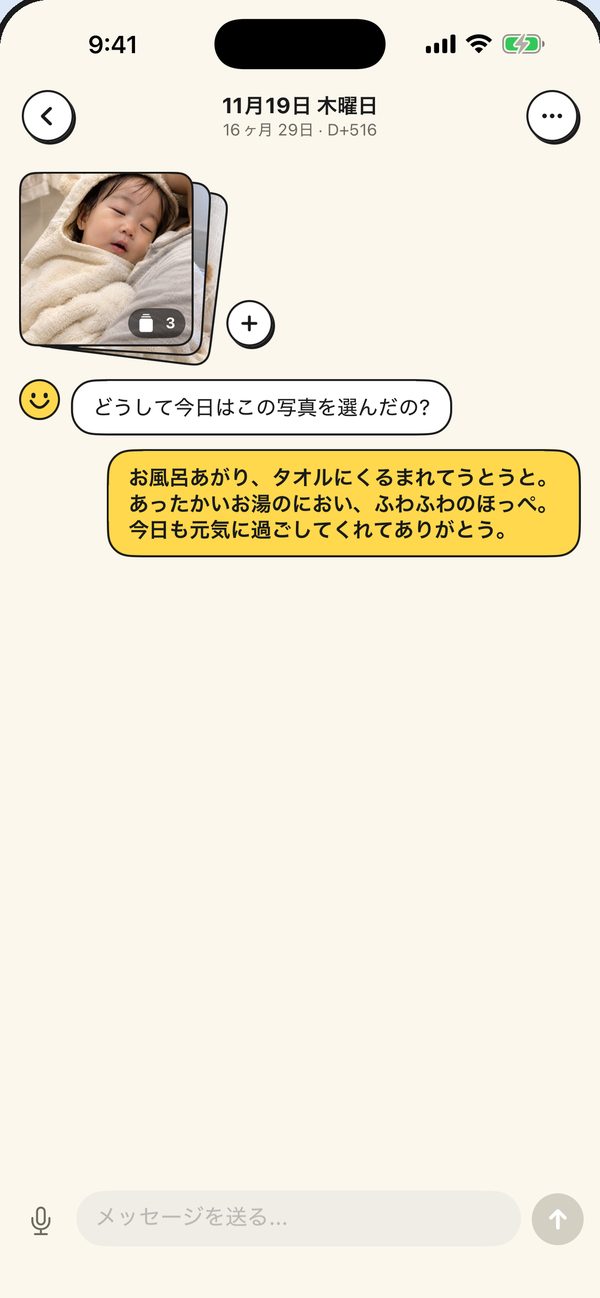 9:41
11月19日 木曜日
16ヶ月 29日 · D+516
3
どうして今日はこの写真を選んだの?
お風呂あがり、タオルにくるまれてうとうと。
あったかいお湯のにおい、ふわふわのほっぺ。
今日も元気に過ごしてくれてありがとう。
メッセージを送る...